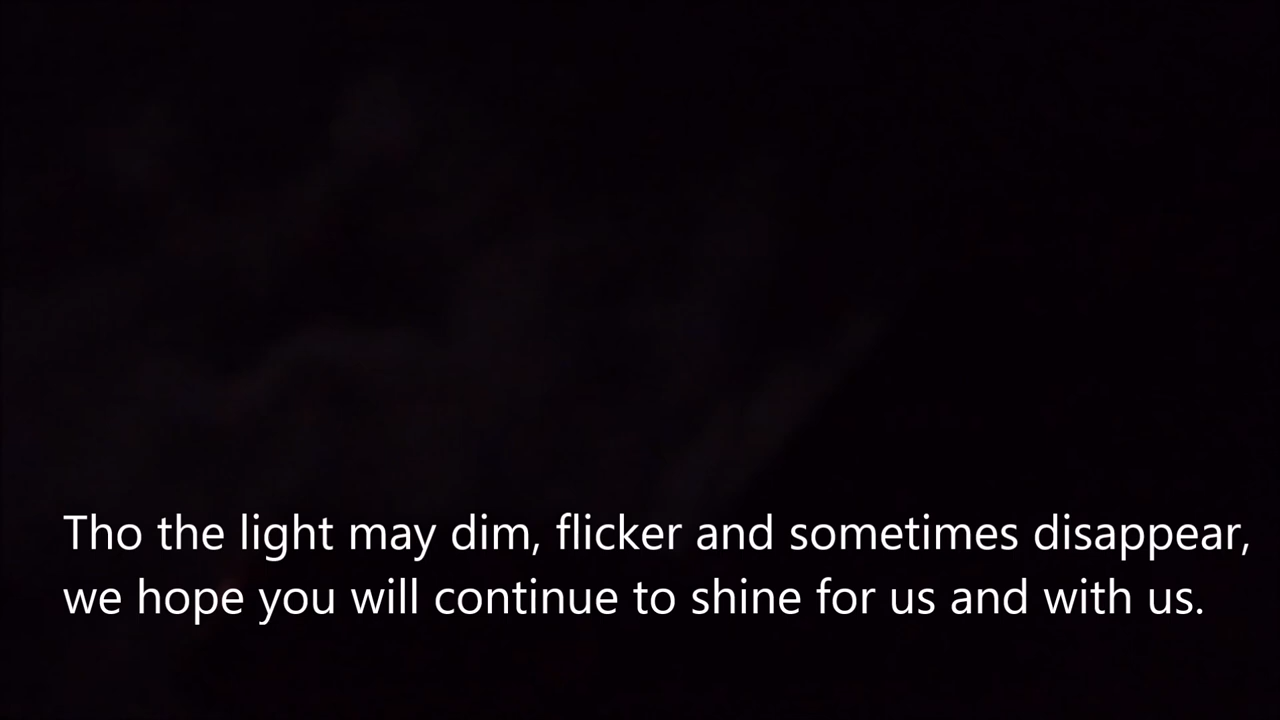 Tho the light may dim, flicker and sometimes disappear,
we hope you will continue to shine for us and with us.